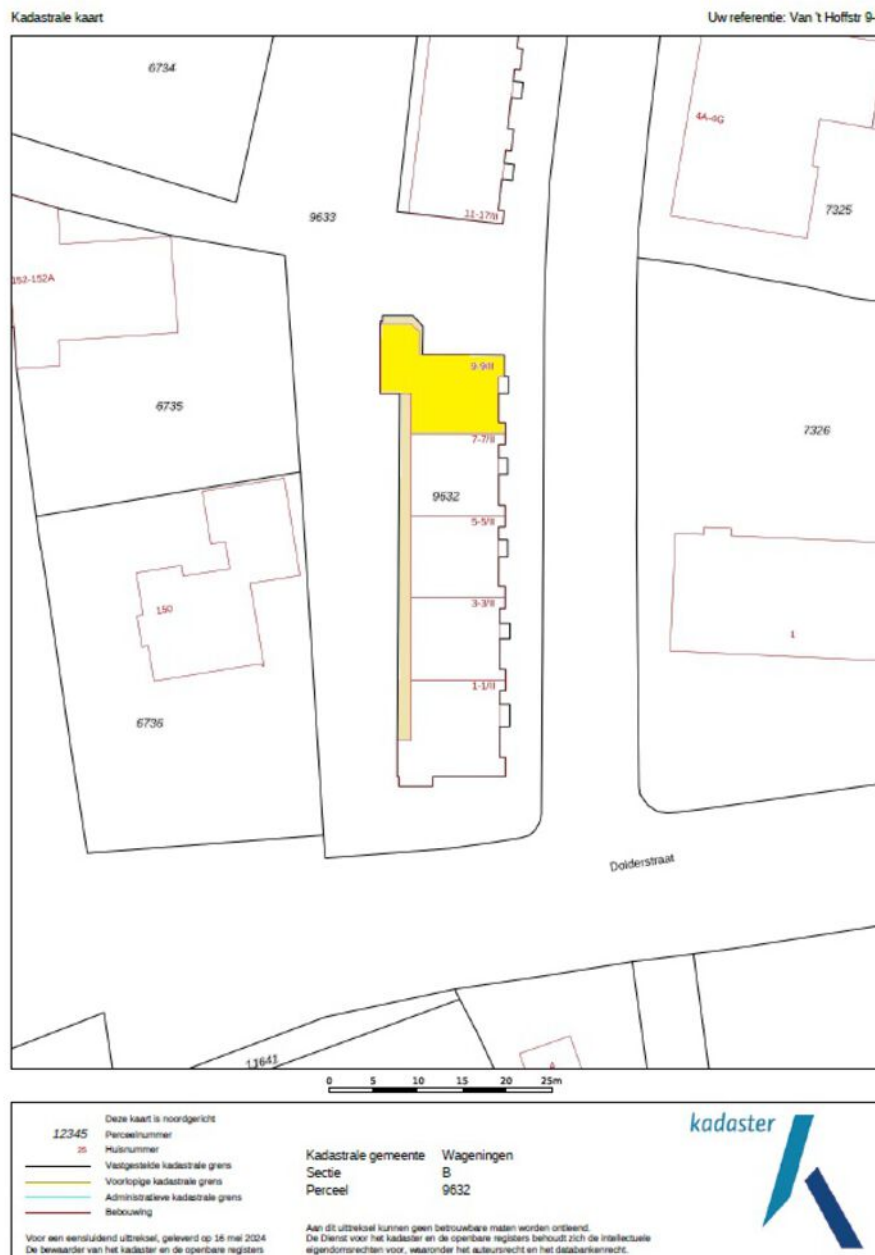 Kadastrale kaart
Uw referentie: Van 't Hoffstr 9-
6734
4A-4G
11-17/II
9633
7325
152-152A
9-9/II
6735
7-7/II
7326
9632
5-5/II
3-3/II
150
1
1-1/II
6736
Dolderstraat
11641
0 5 10 15 20 25m
Deze kaart is noordgericht
12345 Perceelnummer
25 Huisnummer
Vastgestelde kadastrale grens
Voorlopige kadastrale grens
Administratieve kadastrale grens
Bebouwing
Voor een eensluidend uittreksel, geleverd op 16 mei 2024
De bewaarder van het kadaster en de openbare registers
Kadastrale gemeente Wageningen
Sectie B
Perceel 9632
Aan dit uittreksel kunnen geen betrouwbare maten worden ontleend.
De Dienst voor het kadaster en de openbare registers behoudt zich de intellectuele
eigendomsrechten voor, waaronder het auteursrecht en het databankenrecht.
kadaster